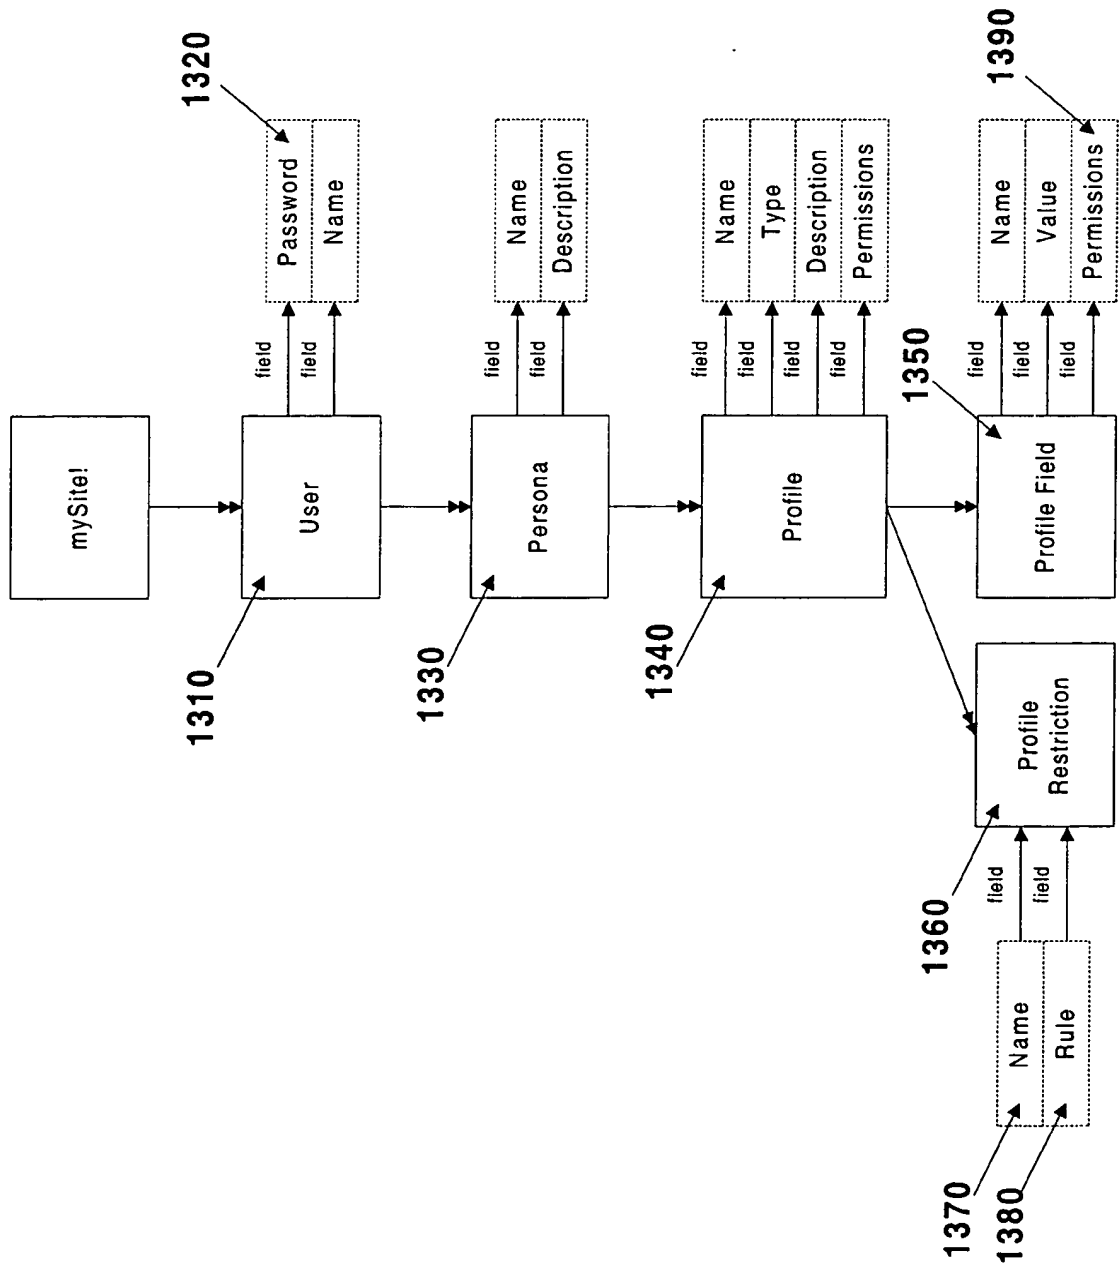 1320
Password
Name
field
field
mySite!
User
1310
Name
Description
field
field
Persona
1330
Name
Type
Description
Permissions
field
field
field
field
Profile
1340
1390
Name
Value
Permissions
field
field
field
1350
Profile Field
Profile
Restriction
1360
field
field
Name
Rule
1370
1380